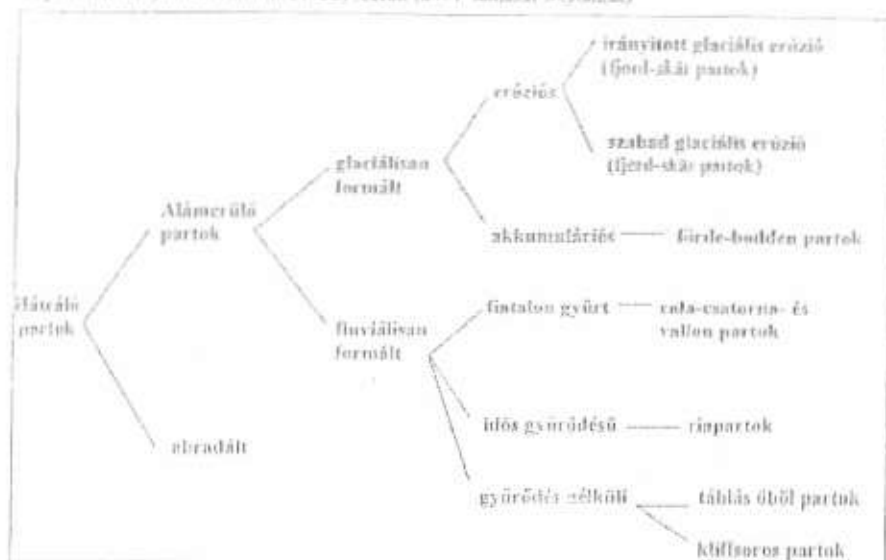 irányított glaciális erózió
(fjord-skär partok)
eróziós
szabad glaciális erózió
(fjerd-skär partok)
glaciálisan
formált
Alámerülő
partok
akkumulációs
förde-bodden partok
Hátráló
partok
fluviálisan
formált
fiatalon gyűrt
cala-csatorna- és
vallon partok
idős gyűrődésű
riapartok
abradált
gyűrődés nélküli
táblás öböl partok
kliffsoros partok